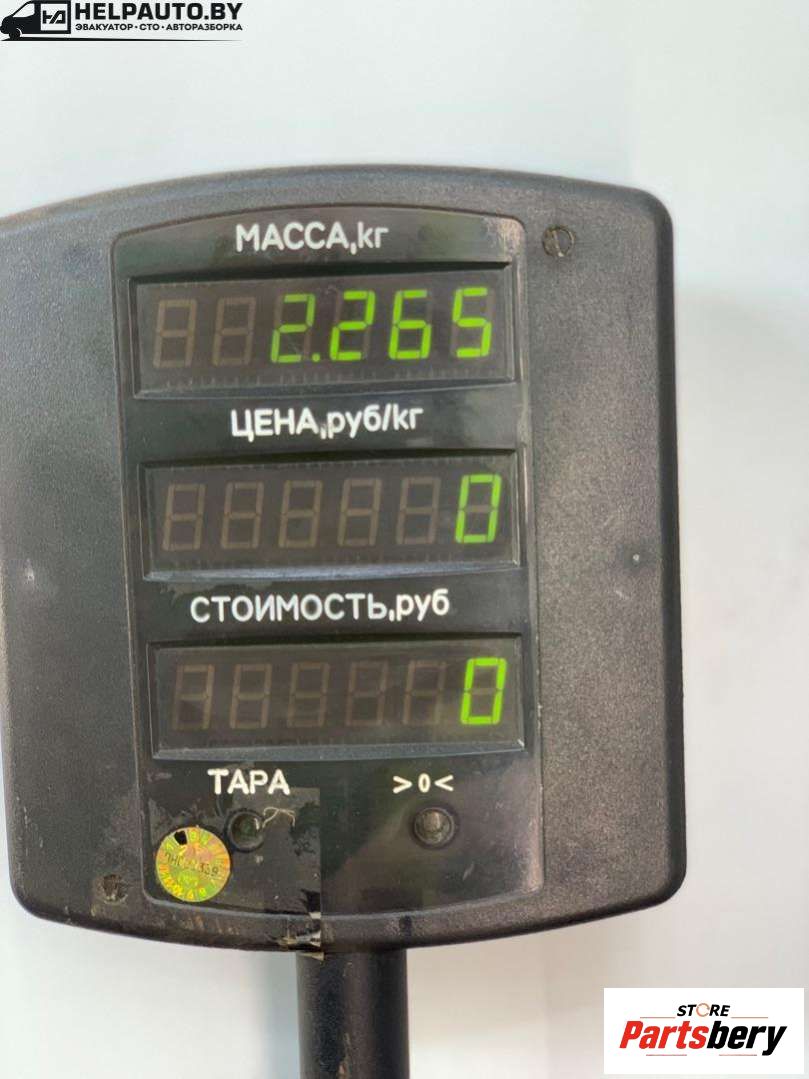 HELPAUTO.BY
ЭВАКУАТОР·СТО·АВТОРАЗБОРКА
МАССА,кг
2.265
ЦЕНА,руб/кг
0
СТОИМОСТЬ,руб
0
ТАРА >0<
STORE
Partsbery